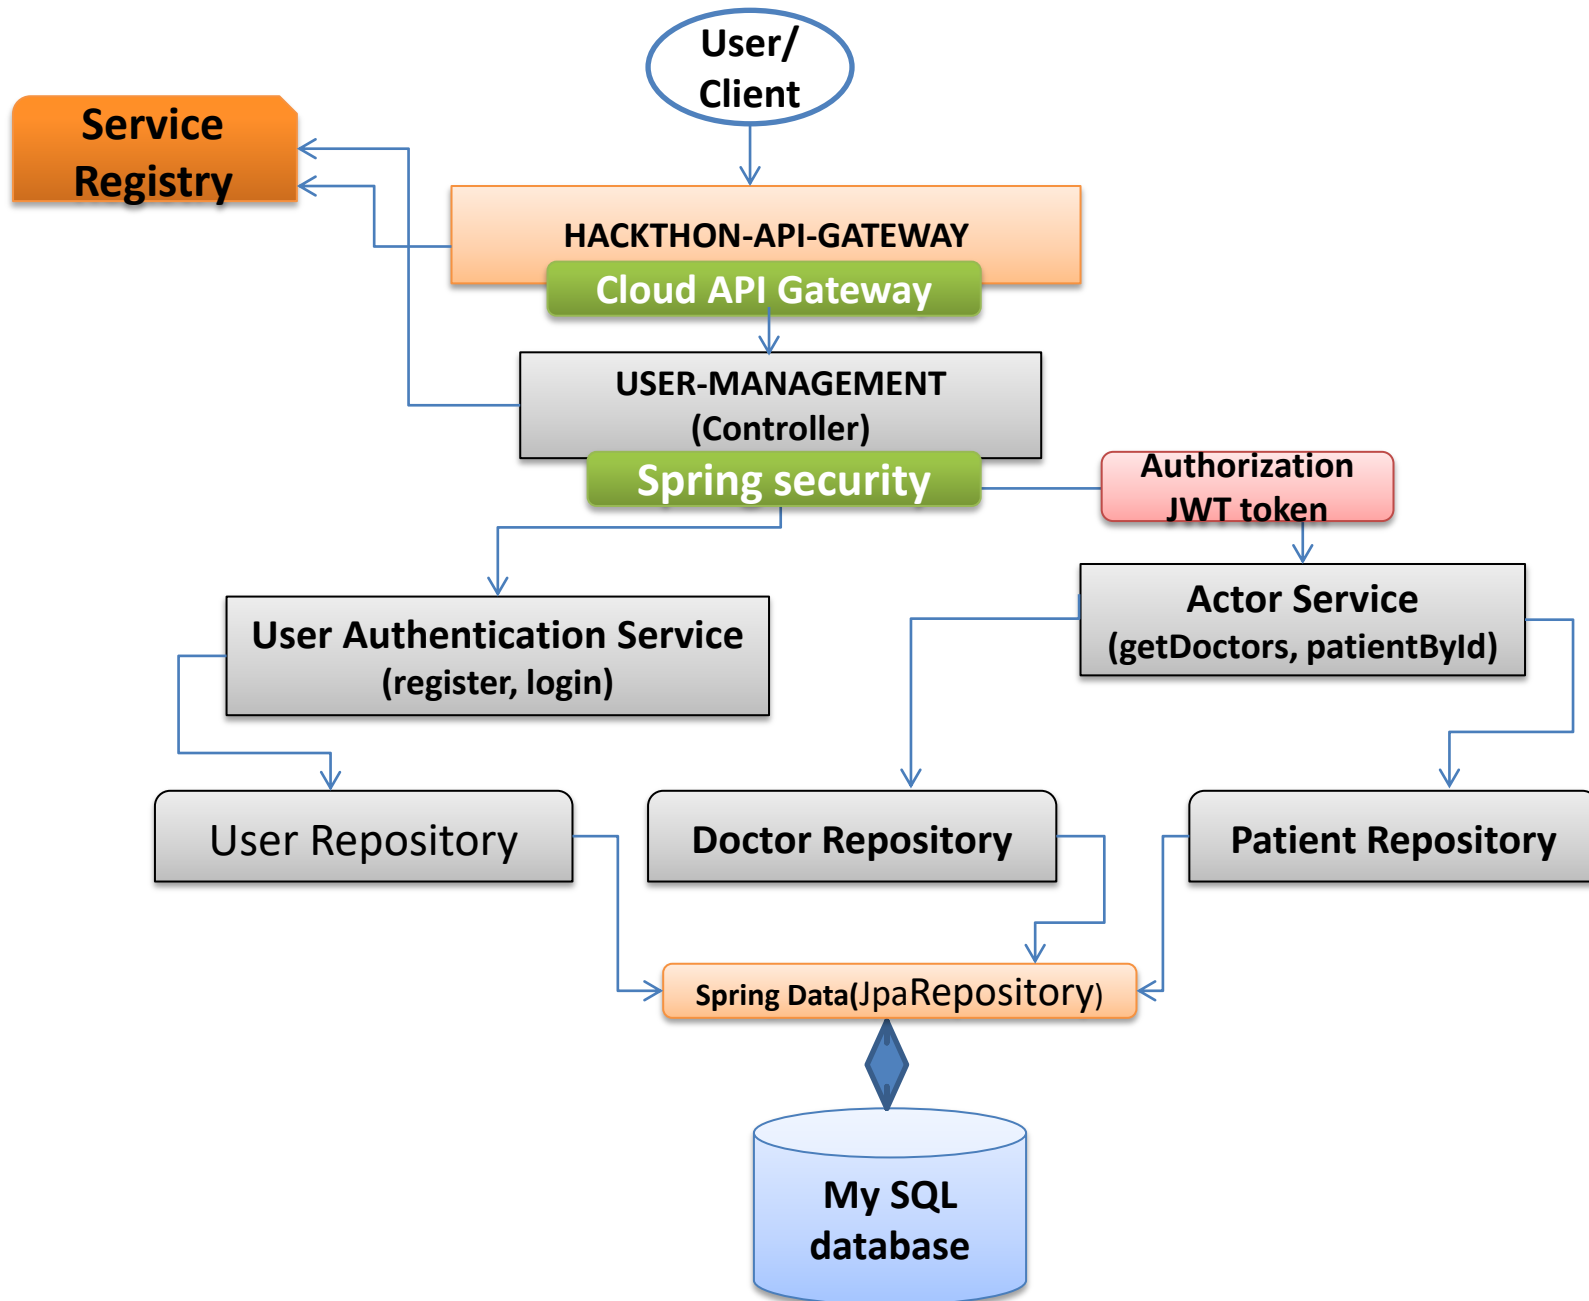 User/
Client
Service
Registry
HACKTHON-API-GATEWAY
Cloud API Gateway
USER-MANAGEMENT
(Controller)
Spring security
Authorization
JWT token
Actor Service
(getDoctors, patientById)
User Authentication Service
(register, login)
User Repository
Doctor Repository
Patient Repository
Spring Data(JpaRepository)
My SQL
database